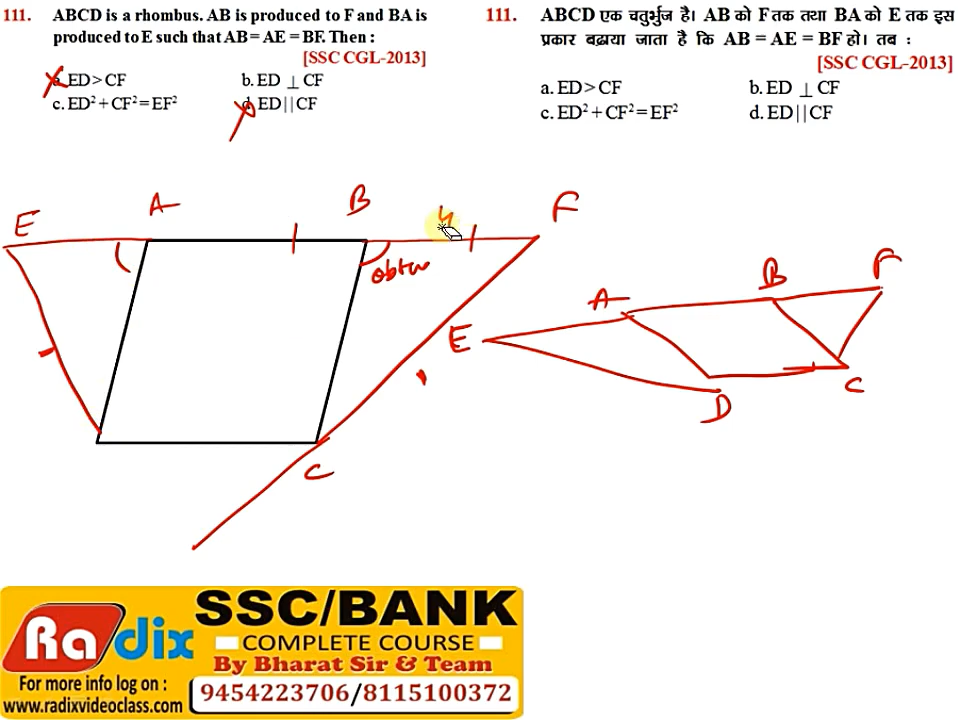 111. ABCD is a rhombus. AB is produced to F and BA is
produced to E such that AB = AE = BF. Then :
[SSC CGL-2013]
a. ED > CF b. ED ⊥ CF
c. ED² + CF² = EF² d. ED || CF
111. ABCD एक चतुर्भुज है। AB को F तक तथा BA को E तक इस
प्रकार बढ़ाया जाता है कि AB = AE = BF हो। तब :
[SSC CGL-2013]
a. ED > CF b. ED ⊥ CF
c. ED² + CF² = EF² d. ED || CF
E A B F
C
A B F
E
D C
Radix
For more info log on :
www.radixvideoclass.com
SSC/BANK
COMPLETE COURSE
By Bharat Sir & Team
9454223706/8115100372